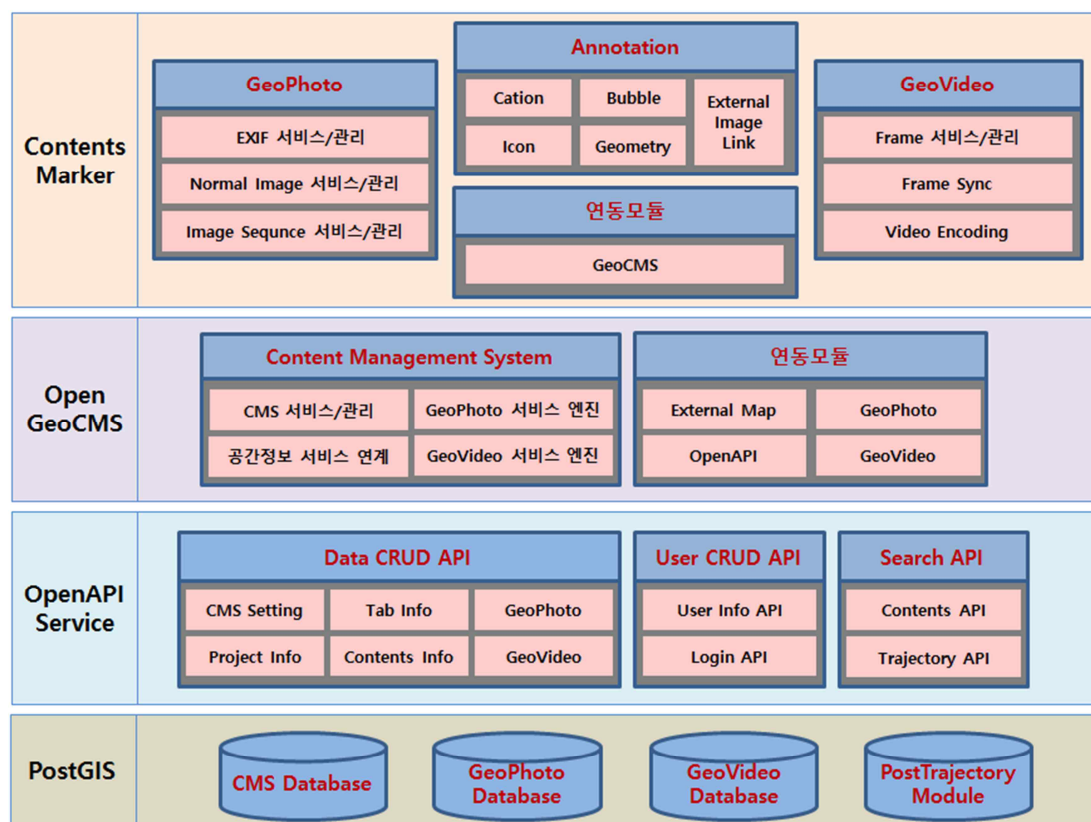 Contents
Marker
GeoPhoto
EXIF 서비스/관리
Normal Image 서비스/관리
Image Sequnce 서비스/관리
Annotation
Cation
Bubble
Icon
Geometry
External
Image
Link
연동모듈
GeoCMS
GeoVideo
Frame 서비스/관리
Frame Sync
Video Encoding
Open
GeoCMS
Content Management System
CMS 서비스/관리
GeoPhoto 서비스 엔진
공간정보 서비스 연계
GeoVideo 서비스 엔진
연동모듈
External Map
GeoPhoto
OpenAPI
GeoVideo
OpenAPI
Service
Data CRUD API
CMS Setting
Tab Info
GeoPhoto
Project Info
Contents Info
GeoVideo
User CRUD API
User Info API
Login API
Search API
Contents API
Trajectory API
PostGIS
CMS Database
GeoPhoto
Database
GeoVideo
Database
PostTrajectory
Module